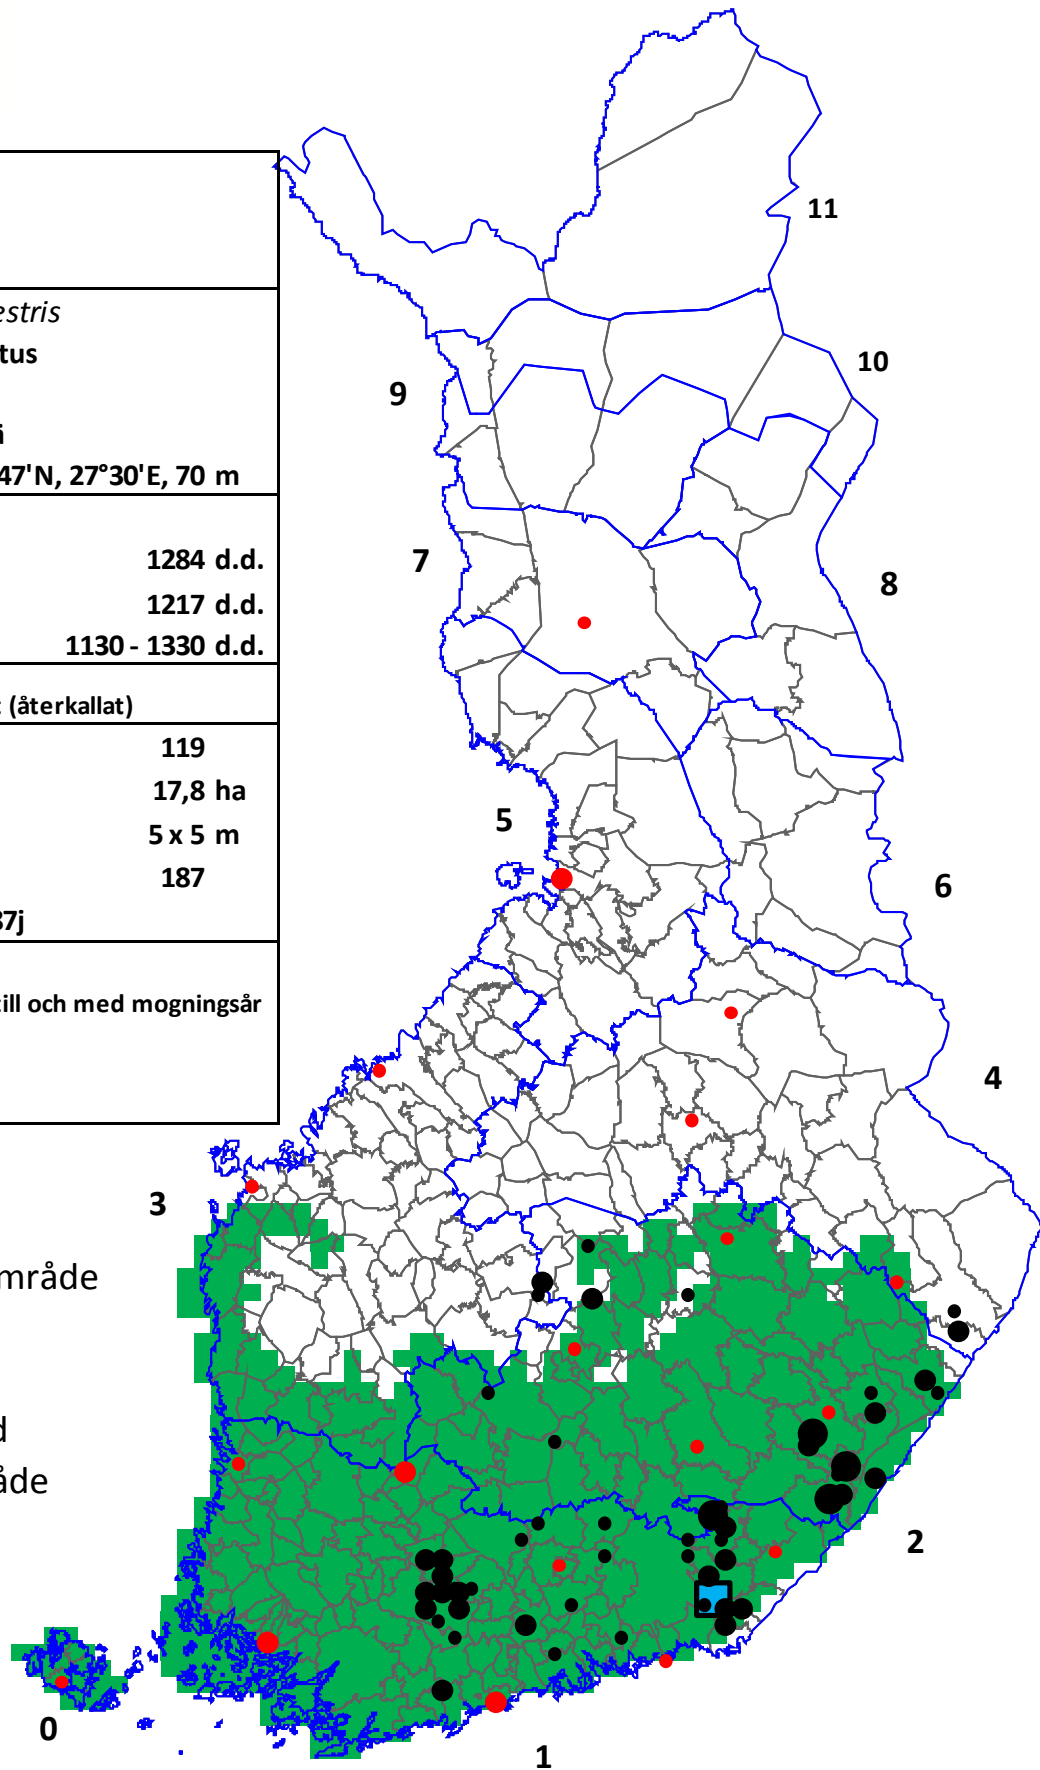 estris
tus
47'N, 27°30'E, 70 m
1284 d.d.
1217 d.d.
1130 - 1330 d.d.
(återkallat)
119
17,8 ha
5 x 5 m
187
37j
till och med mogningsår
11
10
9
7
8
5
6
4
3
område
2
0
1